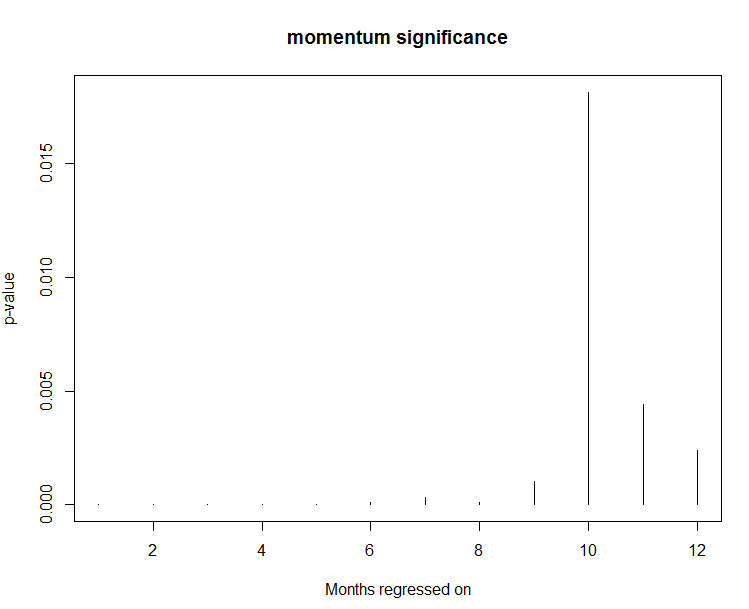 momentum significance
p-value
0.015
0.010
0.005
0.000
2 4 6 8 10 12
Months regressed on